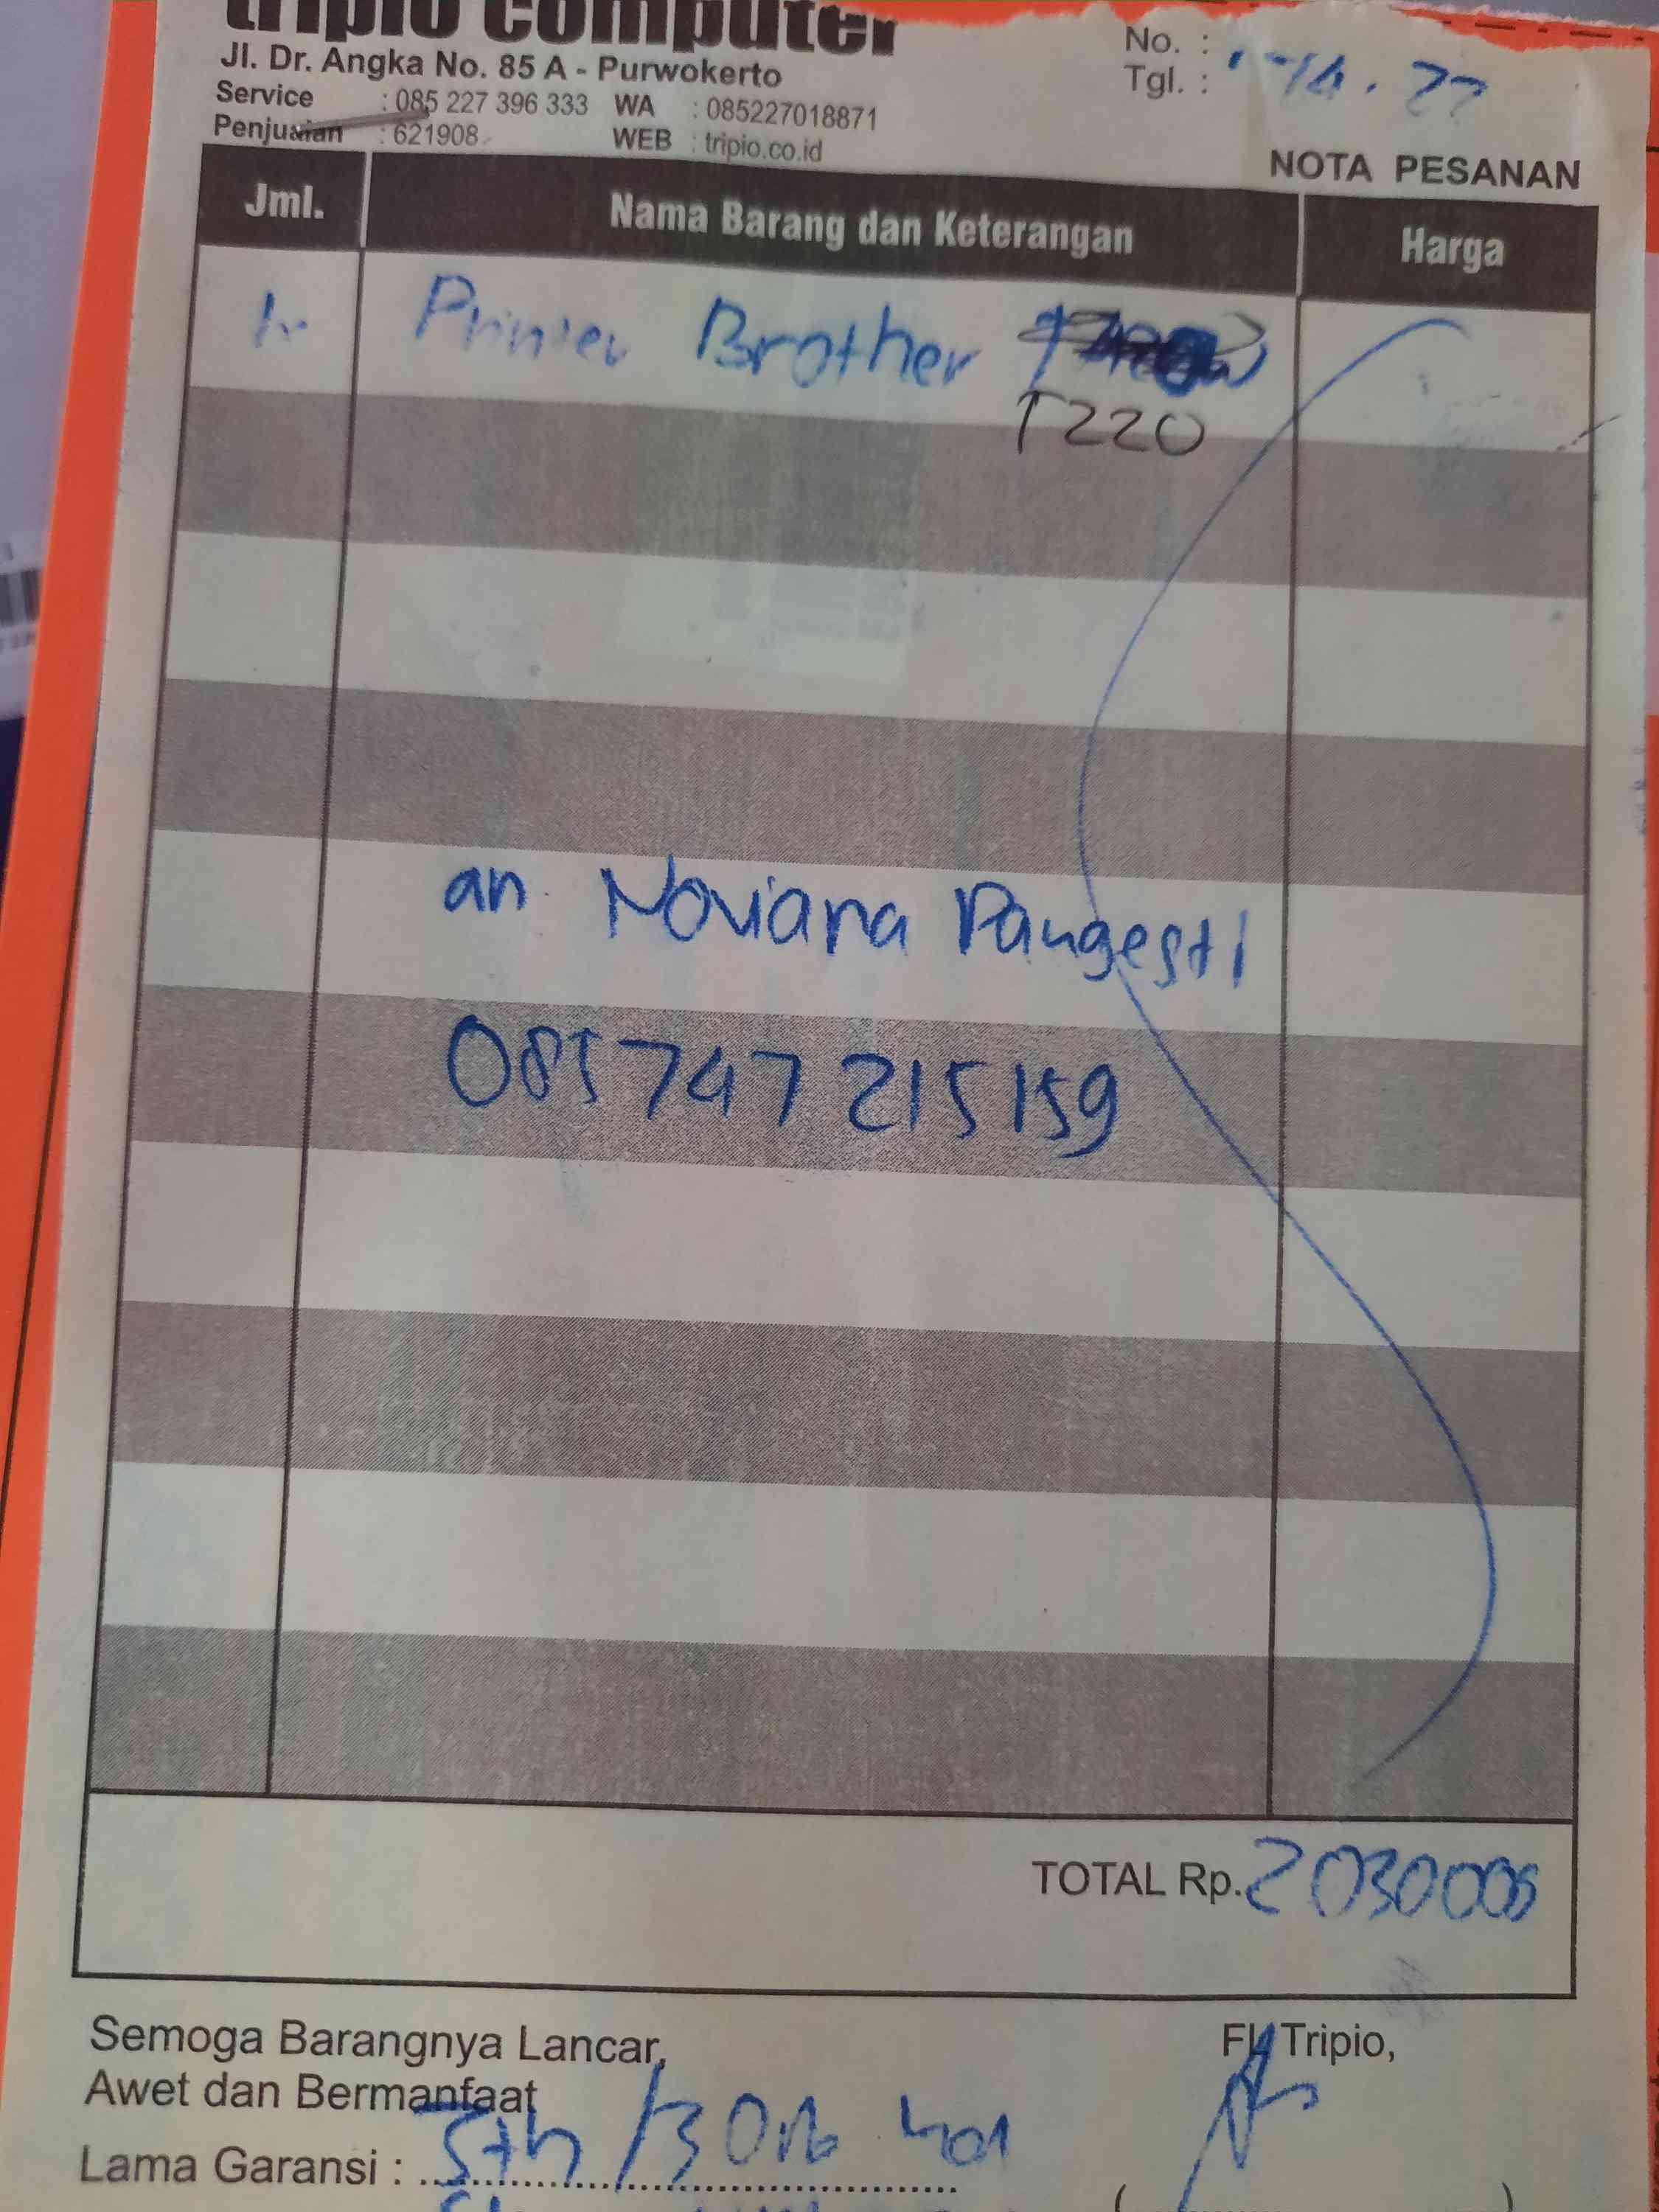 tripio computer
Jl. Dr. Angka No. 85 A - Purwokerto
Service : 085 227 396 333 WA : 085227018871
Penjualan : 621908 WEB : tripio.co.id
No. :
Tgl. :
NOTA PESANAN
Jml. Nama Barang dan Keterangan Harga
1 Printer Brother
T220
an. Noviana Pangesti
085747215159
TOTAL Rp. 2030000
Semoga Barangnya Lancar,
Awet dan Bermanfaat
Tripio,
Lama Garansi :